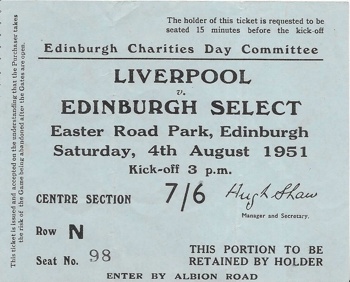 The holder of this ticket is requested to be
seated 15 minutes before the kick-off
Edinburgh Charities Day Committee
LIVERPOOL
v.
EDINBURGH SELECT
Easter Road Park, Edinburgh
Saturday, 4th August 1951
Kick-off 3 p.m.
CENTRE SECTION 7/6 Hugh Shaw
Manager and Secretary.
Row N
Seat No. 98
THIS PORTION TO BE
RETAINED BY HOLDER
ENTER BY ALBION ROAD
This ticket is issued and accepted on the understanding that the Purchaser takes
the risk of the Game being abandoned after the Gates are open.